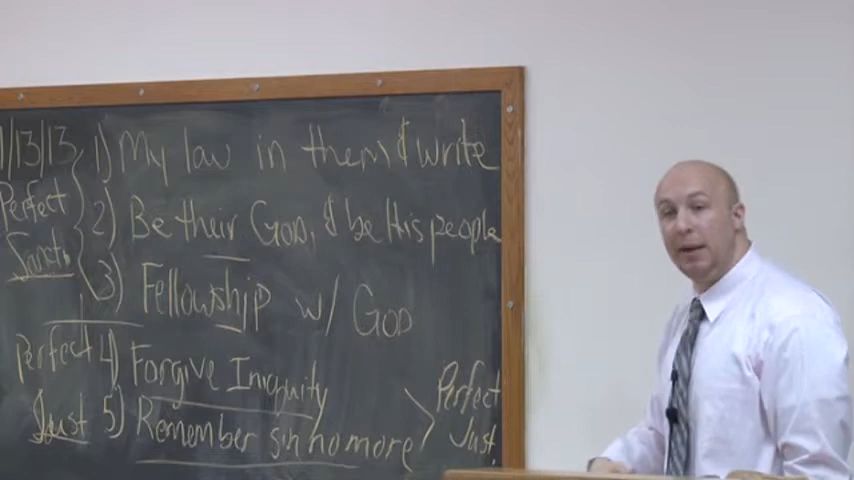 1/13/13 1) My law in them & write
Perfect 2) Be their God, & be His people
Sanct. 3) Fellowship w/ God
Perfect 4) Forgive Iniquity
Just 5) Remember sin no more
Perfect
Just.